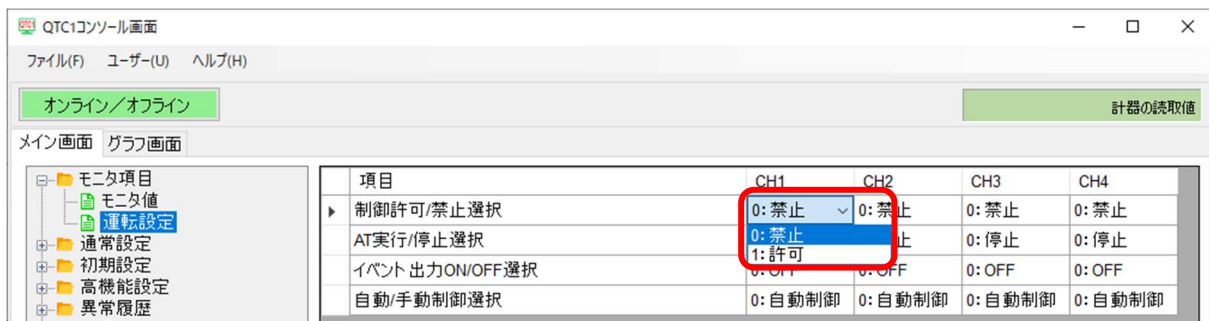 QTC1コンソール画面
ファイル(F) ユーザー(U) ヘルプ(H)
オンライン／オフライン
計器の読取値
メイン画面 グラフ画面
モニタ項目
モニタ値
運転設定
通常設定
初期設定
高機能設定
異常履歴
項目 CH1 CH2 CH3 CH4
制御許可/禁止選択 0:禁止 0:禁止 0:禁止 0:禁止
0:禁止
1:許可
AT実行/停止選択 止 0:停止 0:停止
イベント出力ON/OFF選択 0:OFF 0:OFF 0:OFF 0:OFF
自動/手動制御選択 0:自動制御 0:自動制御 0:自動制御 0:自動制御